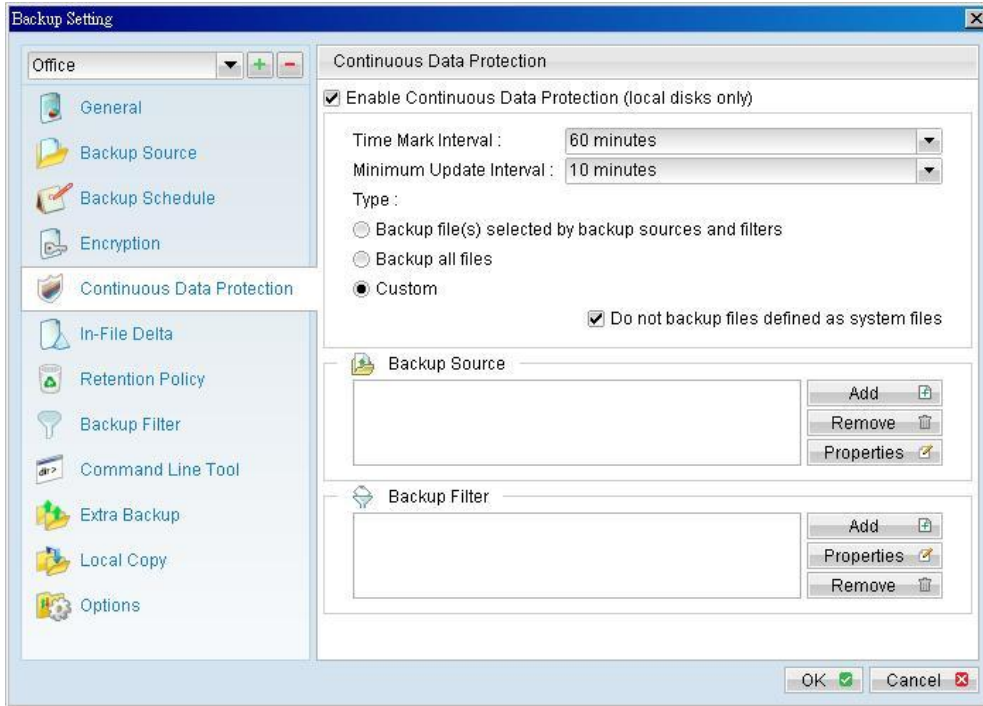 Backup Setting
Office
General
Backup Source
Backup Schedule
Encryption
Continuous Data Protection
In-File Delta
Retention Policy
Backup Filter
Command Line Tool
Extra Backup
Local Copy
Options
Continuous Data Protection
Enable Continuous Data Protection (local disks only)
Time Mark Interval : 60 minutes
Minimum Update Interval : 10 minutes
Type :
Backup file(s) selected by backup sources and filters
Backup all files
Custom
Do not backup files defined as system files
Backup Source
Add
Remove
Properties
Backup Filter
Add
Properties
Remove
OK Cancel